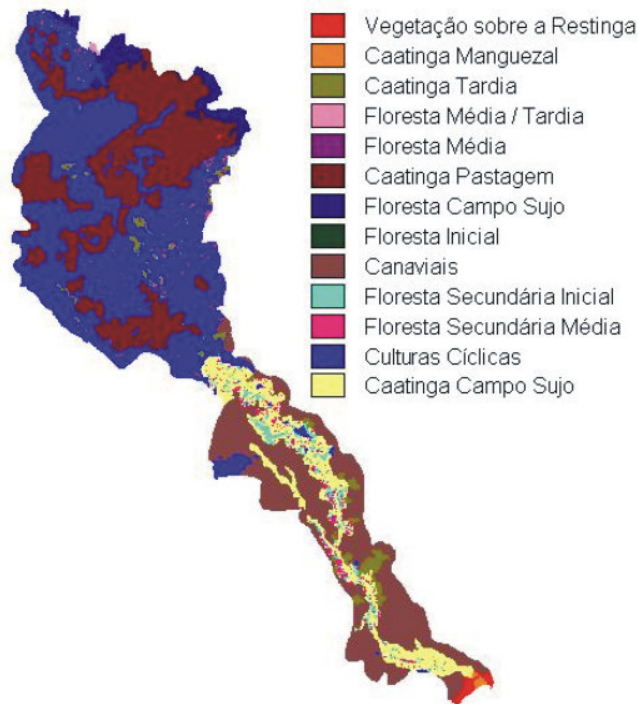 Vegetação sobre a Restinga
Caatinga Manguezal
Caatinga Tardia
Floresta Média / Tardia
Floresta Média
Caatinga Pastagem
Floresta Campo Sujo
Floresta Inicial
Canaviais
Floresta Secundária Inicial
Floresta Secundária Média
Culturas Cíclicas
Caatinga Campo Sujo